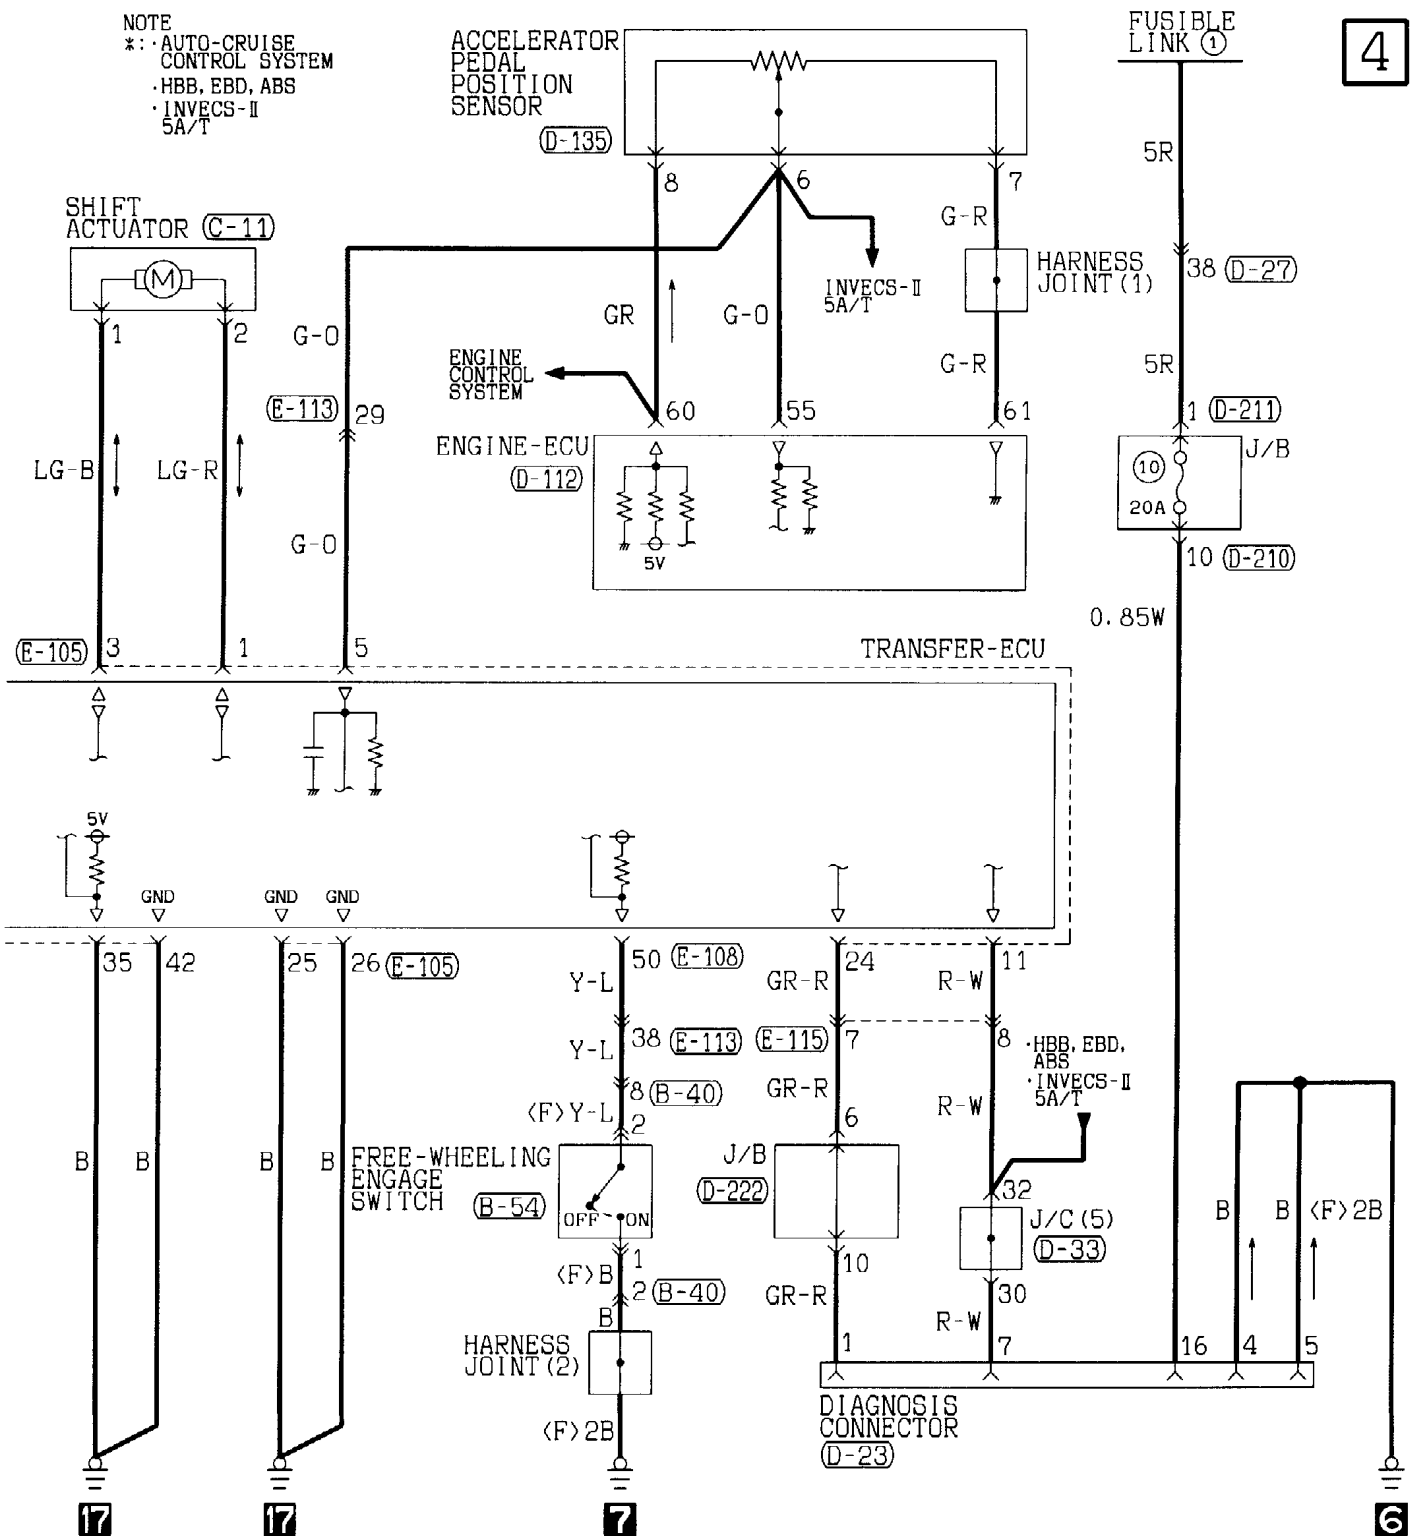 NOTE
*: ·AUTO-CRUISE
CONTROL SYSTEM
·HBB, EBD, ABS
·INVECS-II
5A/T
ACCELERATOR
PEDAL
POSITION
SENSOR
D-135
FUSIBLE
LINK 1
4
5R
8
6
7
G-R
SHIFT
ACTUATOR C-11
M
INVECS-II
5A/T
HARNESS
JOINT(1)
38 D-27
1
2
G-O
GR
G-O
G-R
5R
ENGINE
CONTROL
SYSTEM
E-113 29
60
55
61
1 D-211
ENGINE-ECU
D-112
J/B
10
20A
LG-B
LG-R
G-O
5V
10 D-210
0.85W
E-105 3
1
5
TRANSFER-ECU
5V
GND
GND
GND
35
42
25
26 E-105
50 E-108
24
11
Y-L
GR-R
R-W
38 E-113
E-115 7
8
·HBB, EBD,
ABS
·INVECS-II
5A/T
Y-L
8 B-40
GR-R
R-W
<F>Y-L
2
6
B
B
B
B
FREE-WHEELING
ENGAGE
SWITCH
B-54
OFF
ON
J/B
D-222
32
J/C(5)
D-33
B
B
<F>2B
1
<F>B
2 B-40
10
30
B
GR-R
R-W
HARNESS
JOINT(2)
1
7
16
4
5
<F>2B
DIAGNOSIS
CONNECTOR
D-23
17
17
7
6